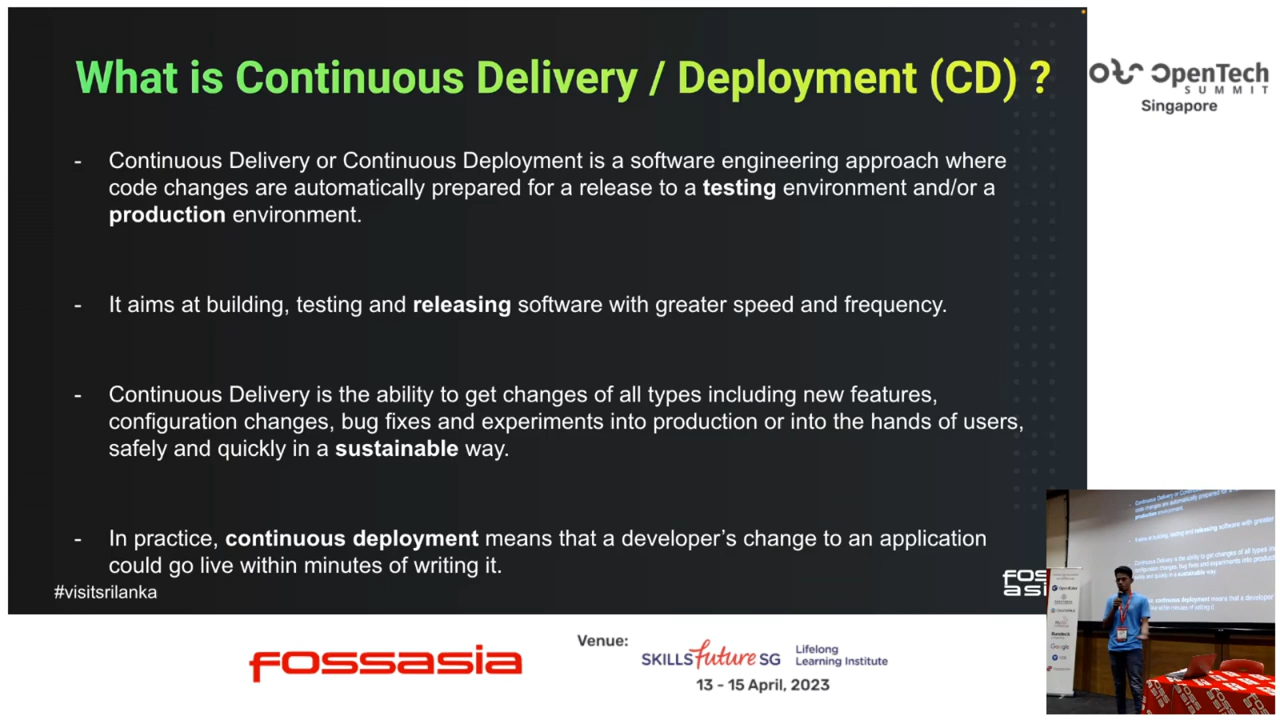 What is Continuous Delivery / Deployment (CD) ?
- Continuous Delivery or Continuous Deployment is a software engineering approach where
code changes are automatically prepared for a release to a testing environment and/or a
production environment.
- It aims at building, testing and releasing software with greater speed and frequency.
- Continuous Delivery is the ability to get changes of all types including new features,
configuration changes, bug fixes and experiments into production or into the hands of users,
safely and quickly in a sustainable way.
- In practice, continuous deployment means that a developer’s change to an application
could go live within minutes of writing it.
#visitsrilanka
OpenTech
SUMMIT
Singapore
fossasia
Venue:
SKILLSfuture SG
Lifelong
Learning Institute
13 - 15 April, 2023